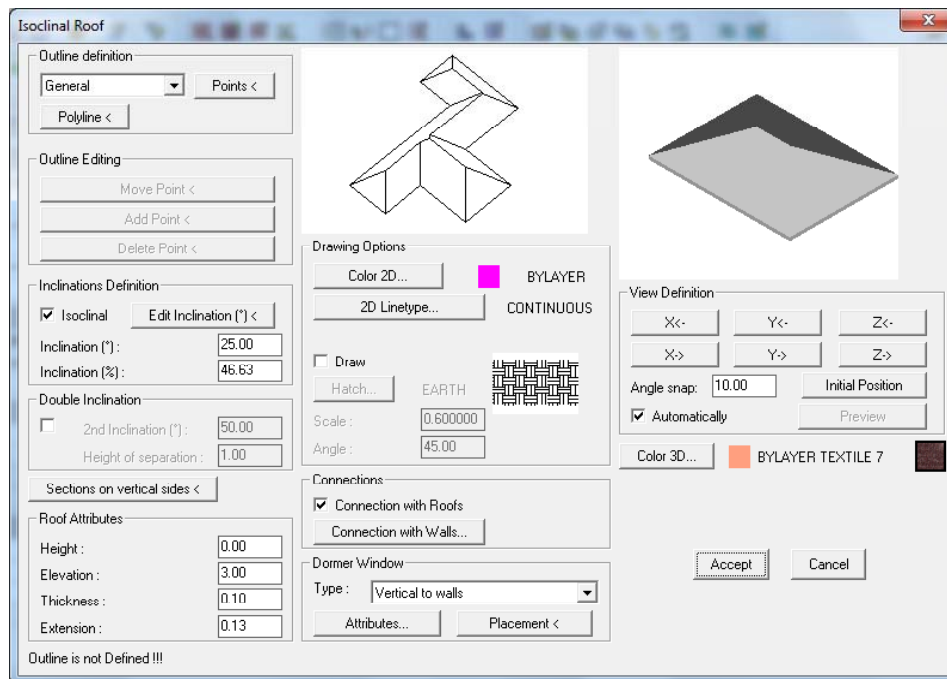 Isoclinal Roof
Outline definition
General
Points <
Polyline <
Outline Editing
Move Point <
Add Point <
Delete Point <
Inclinations Definition
Isoclinal
Edit Inclination (°) <
Inclination (°) :
25.00
Inclination (%) :
46.63
Double Inclination
2nd Inclination (°) :
50.00
Height of separation :
1.00
Sections on vertical sides <
Roof Attributes
Height :
0.00
Elevation :
3.00
Thickness :
0.10
Extension :
0.13
Outline is not Defined !!!
Drawing Options
Color 2D...
BYLAYER
2D Linetype...
CONTINUOUS
Draw
Hatch...
EARTH
Scale :
0.600000
Angle :
45.00
Connections
Connection with Roofs
Connection with Walls...
Dormer Window
Type :
Vertical to walls
Attributes...
Placement <
View Definition
X<-
Y<-
Z<-
X->
Y->
Z->
Angle snap:
10.00
Initial Position
Automatically
Preview
Color 3D...
BYLAYER TEXTILE 7
Accept
Cancel